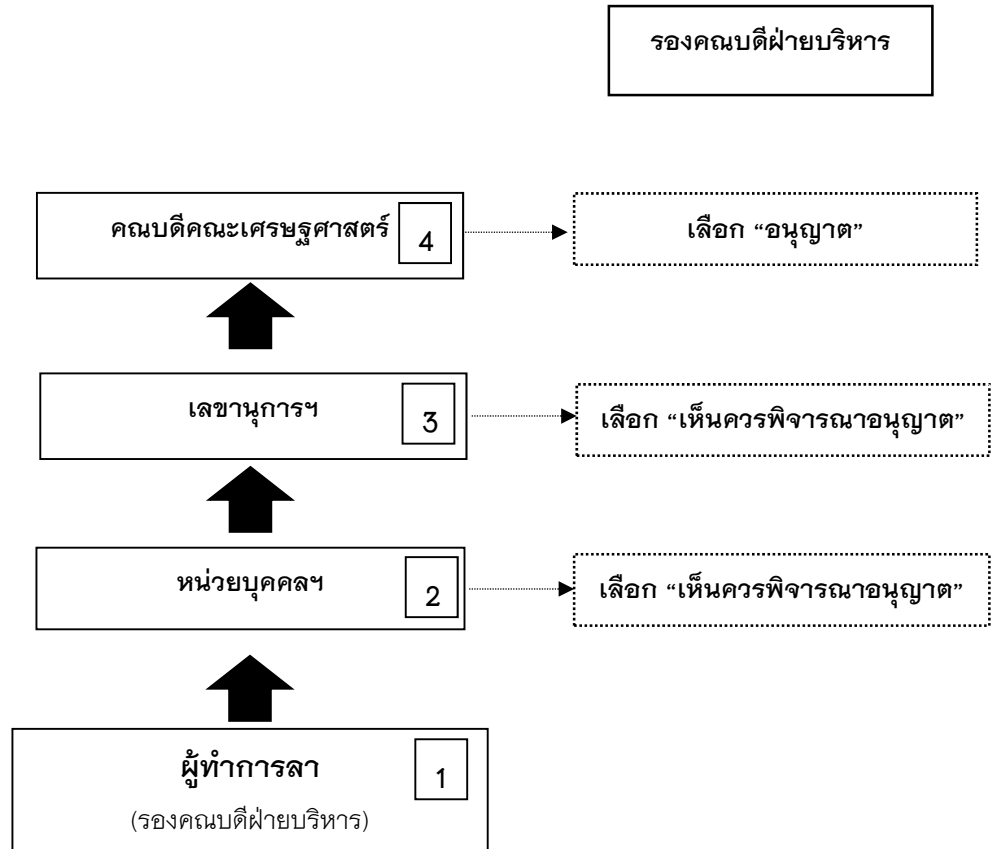 รองคณบดีฝ่ายบริหาร
คณบดีคณะเศรษฐศาสตร์
4
เลือก “อนุญาต”
เลขานุการฯ
3
เลือก “เห็นควรพิจารณาอนุญาต”
หน่วยบุคคลฯ
2
เลือก “เห็นควรพิจารณาอนุญาต”
ผู้ทำการลา
1
(รองคณบดีฝ่ายบริหาร)